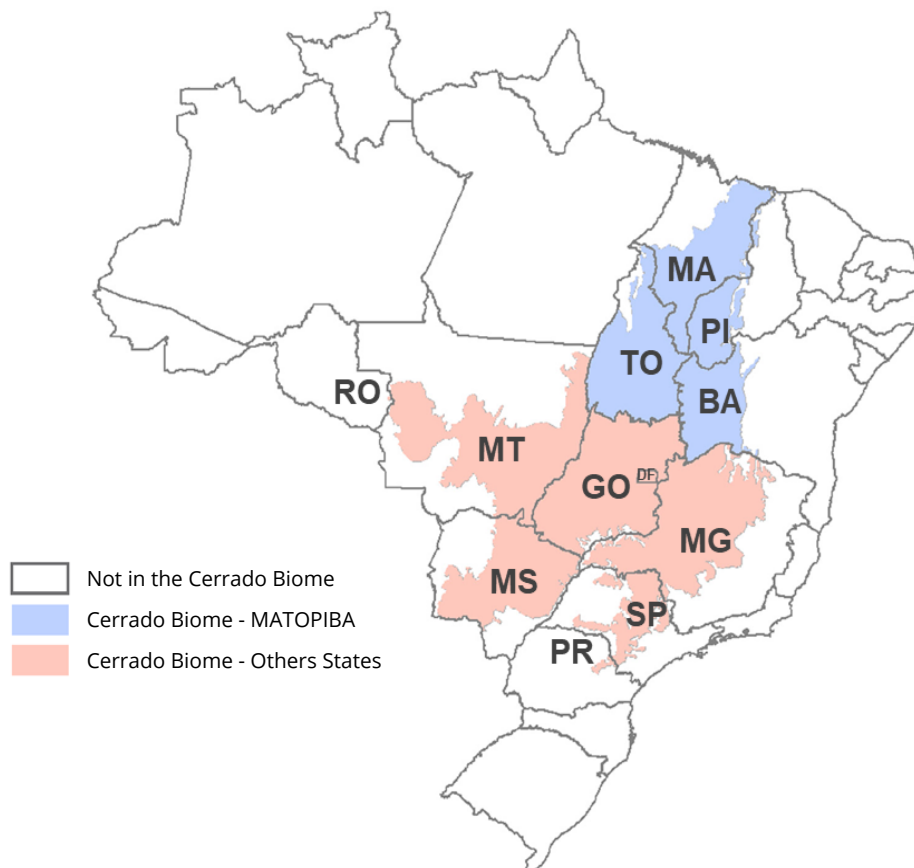 MA
PI
TO
BA
RO
MT
GO
DF
MG
MS
SP
PR
Not in the Cerrado Biome
Cerrado Biome - MATOPIBA
Cerrado Biome - Others States